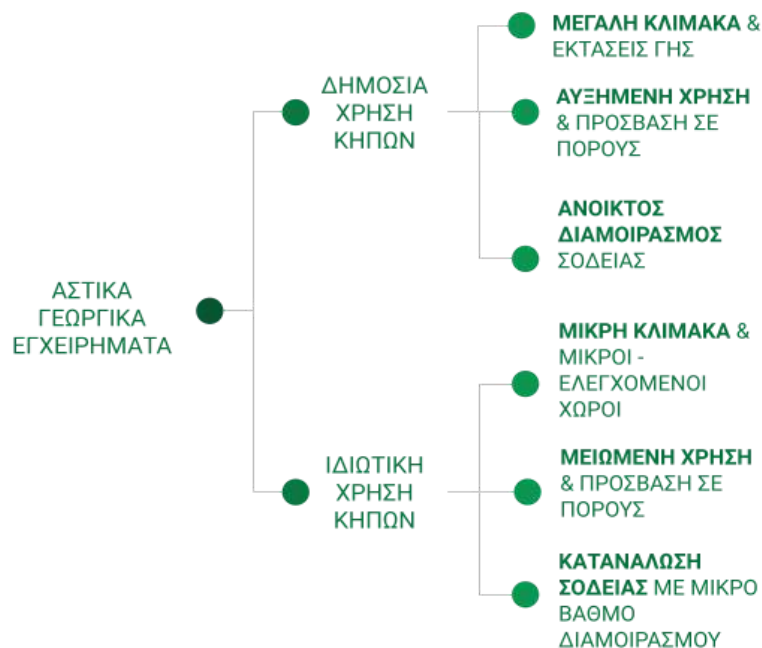 ΑΣΤΙΚΑ
ΓΕΩΡΓΙΚΑ
ΕΓΧΕΙΡΗΜΑΤΑ
ΔΗΜΟΣΙΑ
ΧΡΗΣΗ
ΚΗΠΩΝ
ΜΕΓΑΛΗ ΚΛΙΜΑΚΑ &
ΕΚΤΑΣΕΙΣ ΓΗΣ
ΑΥΞΗΜΕΝΗ ΧΡΗΣΗ
& ΠΡΟΣΒΑΣΗ ΣΕ
ΠΟΡΟΥΣ
ΑΝΟΙΚΤΟΣ
ΔΙΑΜΟΙΡΑΣΜΟΣ
ΣΟΔΕΙΑΣ
ΙΔΙΩΤΙΚΗ
ΧΡΗΣΗ
ΚΗΠΩΝ
ΜΙΚΡΗ ΚΛΙΜΑΚΑ &
ΜΙΚΡΟΙ -
ΕΛΕΓΧΟΜΕΝΟΙ
ΧΩΡΟΙ
ΜΕΙΩΜΕΝΗ ΧΡΗΣΗ
& ΠΡΟΣΒΑΣΗ ΣΕ
ΠΟΡΟΥΣ
ΚΑΤΑΝΑΛΩΣΗ
ΣΟΔΕΙΑΣ ΜΕ ΜΙΚΡΟ
ΒΑΘΜΟ
ΔΙΑΜΟΙΡΑΣΜΟΥ